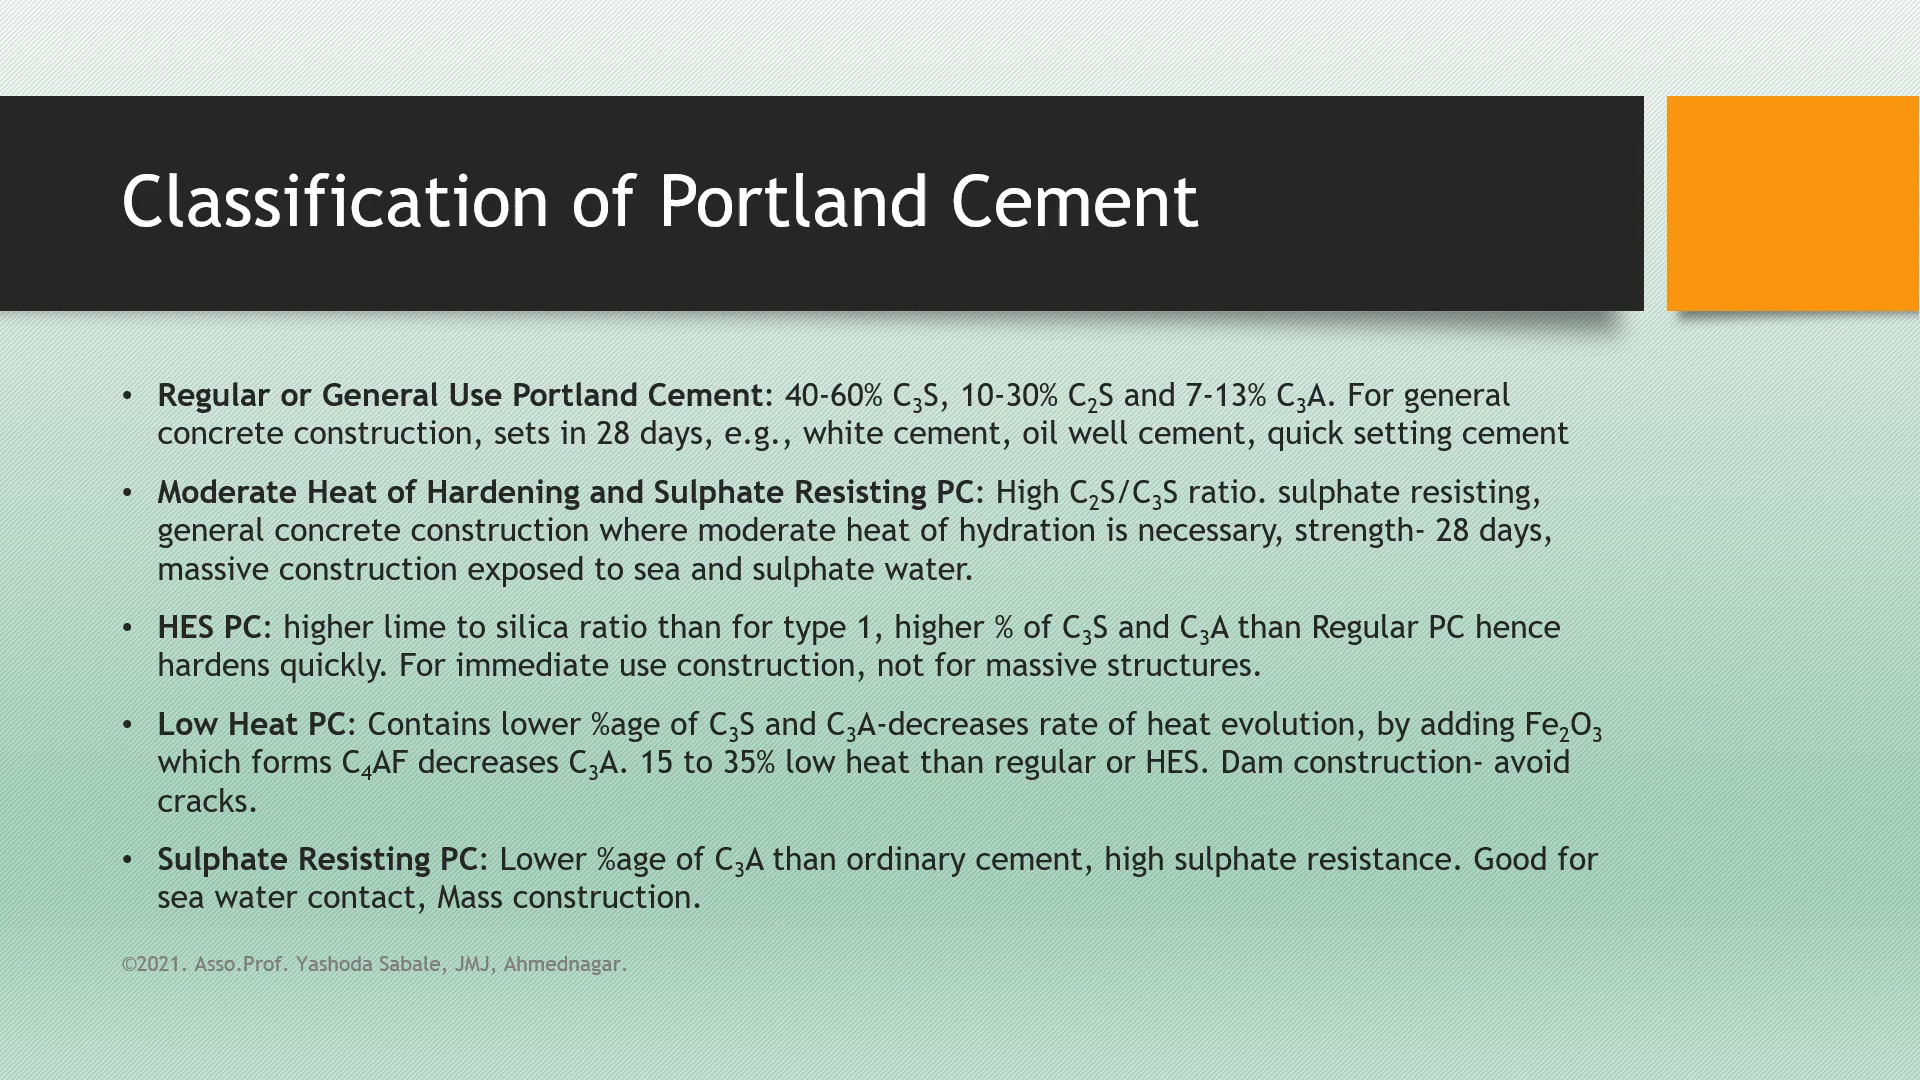 Classification of Portland Cement
• Regular or General Use Portland Cement: 40-60% C₃S, 10-30% C₂S and 7-13% C₃A. For general
concrete construction, sets in 28 days, e.g., white cement, oil well cement, quick setting cement
• Moderate Heat of Hardening and Sulphate Resisting PC: High C₂S/C₃S ratio. sulphate resisting,
general concrete construction where moderate heat of hydration is necessary, strength- 28 days,
massive construction exposed to sea and sulphate water.
• HES PC: higher lime to silica ratio than for type 1, higher % of C₃S and C₃A than Regular PC hence
hardens quickly. For immediate use construction, not for massive structures.
• Low Heat PC: Contains lower %age of C₃S and C₃A-decreases rate of heat evolution, by adding Fe₂O₃
which forms C₄AF decreases C₃A. 15 to 35% low heat than regular or HES. Dam construction- avoid
cracks.
• Sulphate Resisting PC: Lower %age of C₃A than ordinary cement, high sulphate resistance. Good for
sea water contact, Mass construction.
©2021. Asso.Prof. Yashoda Sabale, JMJ, Ahmednagar.